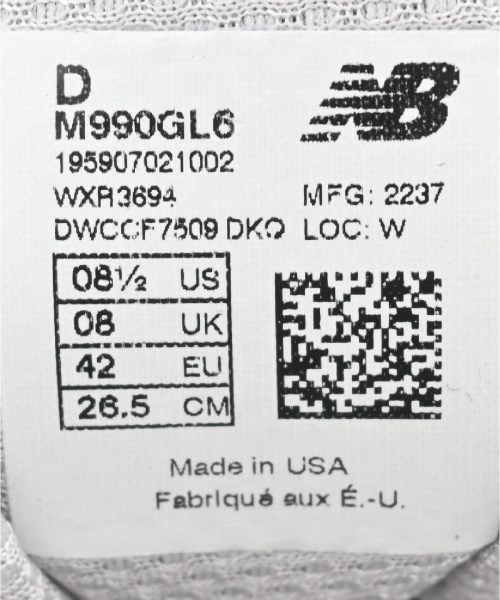 D
M990GL6
195907021002
WXR3694 MFG: 2237
DWCCF7509 DKO LOC: W
08½ US
08 UK
42 EU
26.5 CM
Made in USA
Fabriqué aux É.-U.